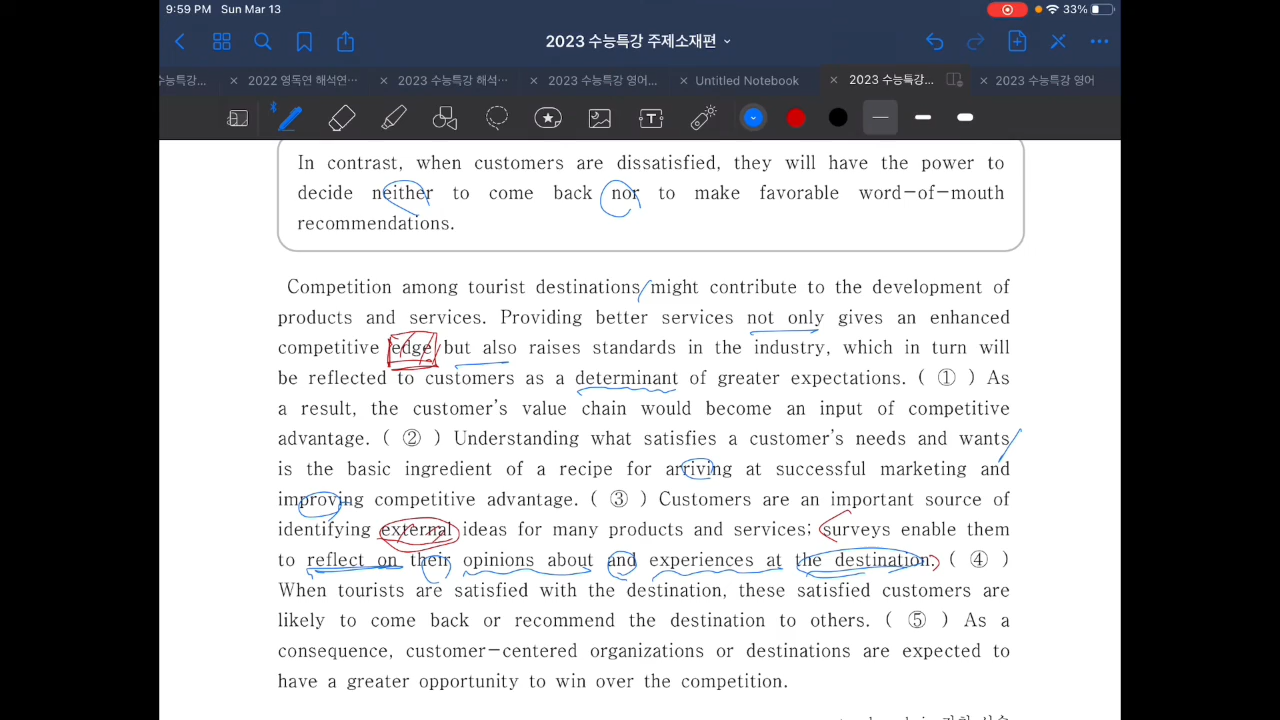 9:59 PM Sun Mar 13
33%
2023 수능특강 주제소재편
수능특강...
2022 영독연 해석연...
2023 수능특강 해석...
2023 수능특강 영어...
Untitled Notebook
2023 수능특강...
2023 수능특강 영어
In contrast, when customers are dissatisfied, they will have the power to
decide neither to come back nor to make favorable word-of-mouth
recommendations.
Competition among tourist destinations might contribute to the development of
products and services. Providing better services not only gives an enhanced
competitive edge but also raises standards in the industry, which in turn will
be reflected to customers as a determinant of greater expectations. ( ① ) As
a result, the customer's value chain would become an input of competitive
advantage. ( ② ) Understanding what satisfies a customer's needs and wants
is the basic ingredient of a recipe for arriving at successful marketing and
improving competitive advantage. ( ③ ) Customers are an important source of
identifying external ideas for many products and services; surveys enable them
to reflect on their opinions about and experiences at the destination. ( ④ )
When tourists are satisfied with the destination, these satisfied customers are
likely to come back or recommend the destination to others. ( ⑤ ) As a
consequence, customer-centered organizations or destinations are expected to
have a greater opportunity to win over the competition.